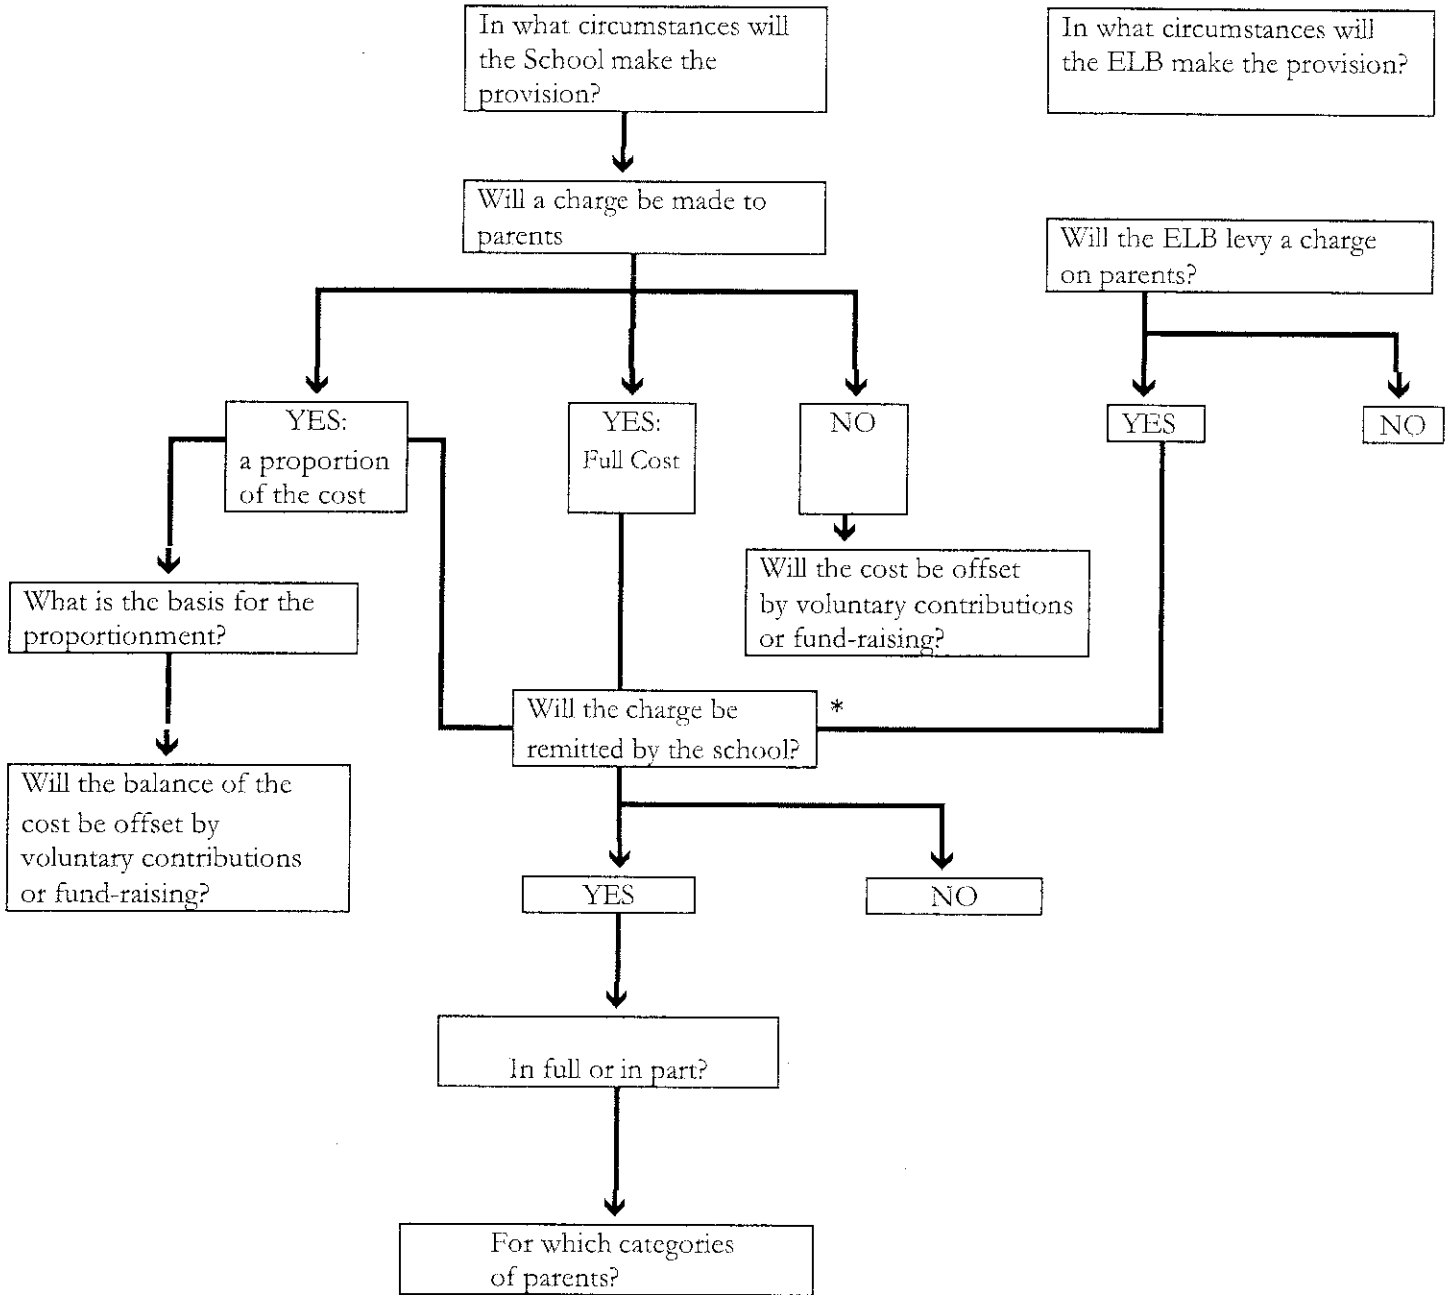 In what circumstances will
the School make the
provision?
In what circumstances will
the ELB make the provision?
Will a charge be made to
parents
Will the ELB levy a charge
on parents?
YES:
a proportion
of the cost
YES:
Full Cost
NO
YES
NO
What is the basis for the
proportionment?
Will the cost be offset
by voluntary contributions
or fund-raising?
Will the charge be
remitted by the school?
*
Will the balance of the
cost be offset by
voluntary contributions
or fund-raising?
YES
NO
In full or in part?
For which categories
of parents?